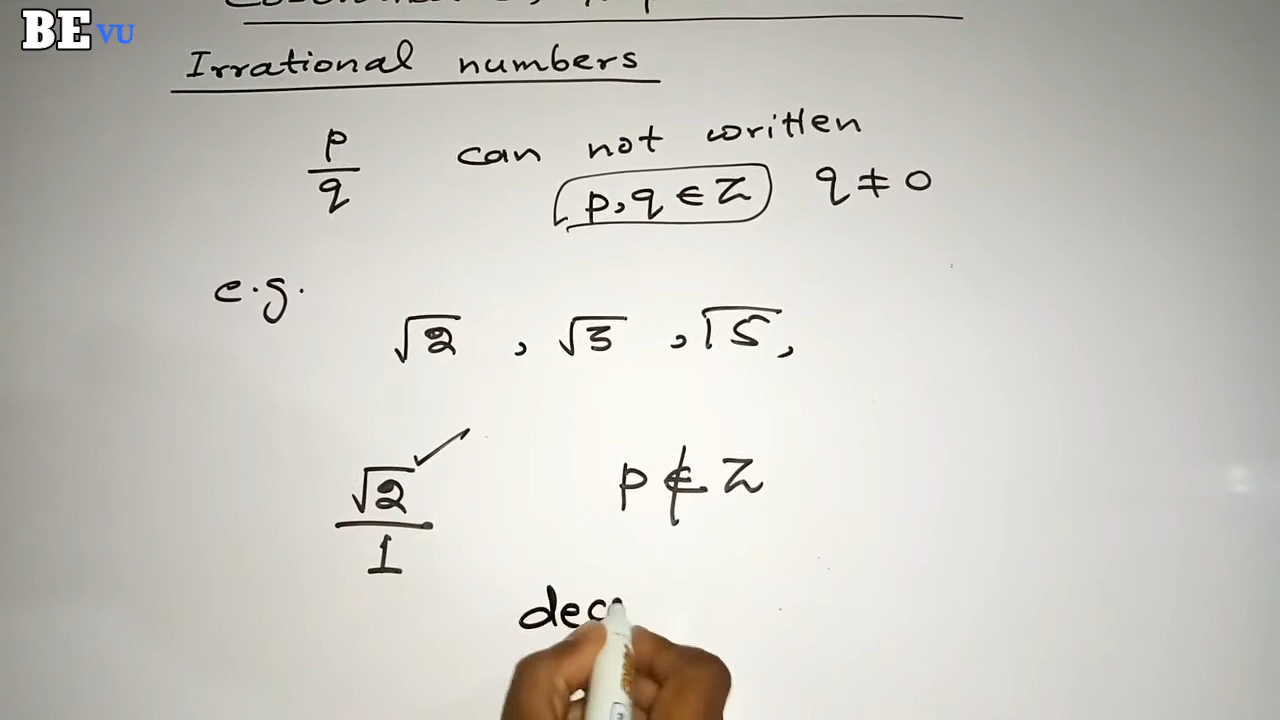 BE VU
Irrational numbers
p/q can not written
p,q ∈ Z q ≠ 0
e.g.
√2 , √3 , √5,
√2/1 p ∉ Z
dec